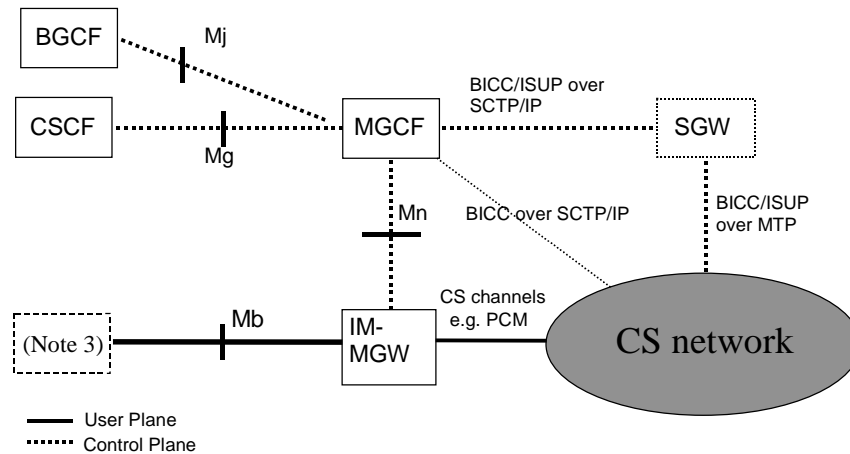 BGCF
Mj
BICC/ISUP over
SCTP/IP
CSCF
Mg
MGCF
SGW
Mn
BICC over SCTP/IP
BICC/ISUP
over MTP
(Note 3)
Mb
IM-
MGW
CS channels
e.g. PCM
CS network
User Plane
Control Plane